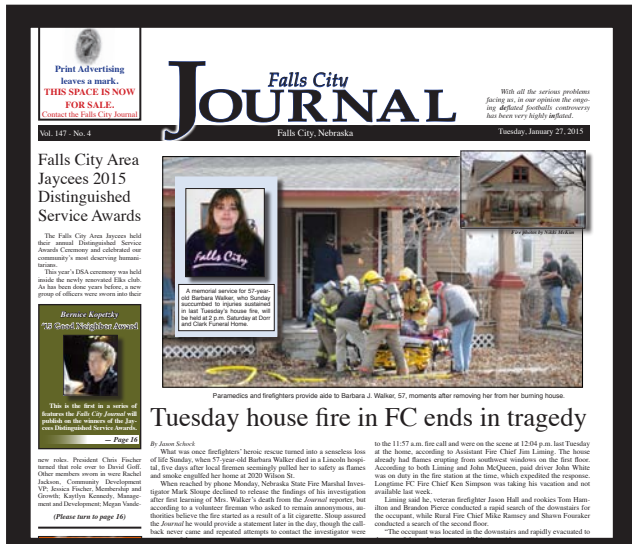 Print Advertising
leaves a mark.
THIS SPACE IS NOW
FOR SALE.
Contact the Falls City Journal
Falls City
JOURNAL
With all the serious problems
facing us, in our opinion the ongo-
ing deflated footballs controversy
has been very highly inflated.
Vol. 147 - No. 4
Falls City, Nebraska
Tuesday, January 27, 2015
Falls City Area
Jaycees 2015
Distinguished
Service Awards
The Falls City Area Jaycees held
their annual Distinguished Service
Awards Ceremony and celebrated our
community's most deserving humani-
tarians.
This year's DSA ceremony was held
inside the newly renovated Elks club.
As has been done years before, a new
group of officers were sworn into their
Bernice Kopetzky
'15 Good Neighbor Award
This is the first in a series of
features the Falls City Journal will
publish on the winners of the Jay-
cees Distinguished Service Awards.
— Page 16
new roles. President Chris Fischer
turned that role over to David Goff.
Other members sworn in were Rachel
Jackson, Community Development
VP; Jessica Fischer, Membership and
Growth; Kaytlyn Kennedy, Manage-
ment and Development; Megan Vande-
(Please turn to page 16)
Falls City
A memorial service for 57-year-
old Barbara Walker, who Sunday
succumbed to injuries sustained
in last Tuesday's house fire, will
be held at 2 p.m. Saturday at Dorr
and Clark Funeral Home.
Fire photos by Nikki McKim
Paramedics and firefighters provide aide to Barbara J. Walker, 57, moments after removing her from her burning house.
Tuesday house fire in FC ends in tragedy
By Jason Schock
What was once firefighters' heroic rescue turned into a senseless loss
of life Sunday, when 57-year-old Barbara Walker died in a Lincoln hospi-
tal, five days after local firemen seemingly pulled her to safety as flames
and smoke engulfed her home at 2020 Wilson St.
When reached by phone Monday, Nebraska State Fire Marshal Inves-
tigator Mark Sloupe declined to release the findings of his investigation
after first learning of Mrs. Walker's death from the Journal reporter, but
according to a volunteer fireman who asked to remain anonymous, au-
thorities believe the fire started as a result of a lit cigarette. Sloup assured
the Journal he would provide a statement later in the day, though the call-
back never came and repeated attempts to contact the investigator were
to the 11:57 a.m. fire call and were on the scene at 12:04 p.m. last Tuesday
at the home, according to Assistant Fire Chief Jim Liming. The house
already had flames erupting from southwest windows on the first floor.
According to both Liming and John McQueen, paid driver John White
was on duty in the fire station at the time, which expedited the response.
Longtime FC Fire Chief Ken Simpson was taking his vacation and not
available last week.
Liming said he, veteran firefighter Jason Hall and rookies Tom Ham-
ilton and Brandon Pierce conducted a rapid search of the downstairs for
the occupant, while Rural Fire Chief Mike Ramsey and Shawn Fouraker
conducted a search of the second floor.
"The occupant was located in the downstairs and rapidly evacuated to